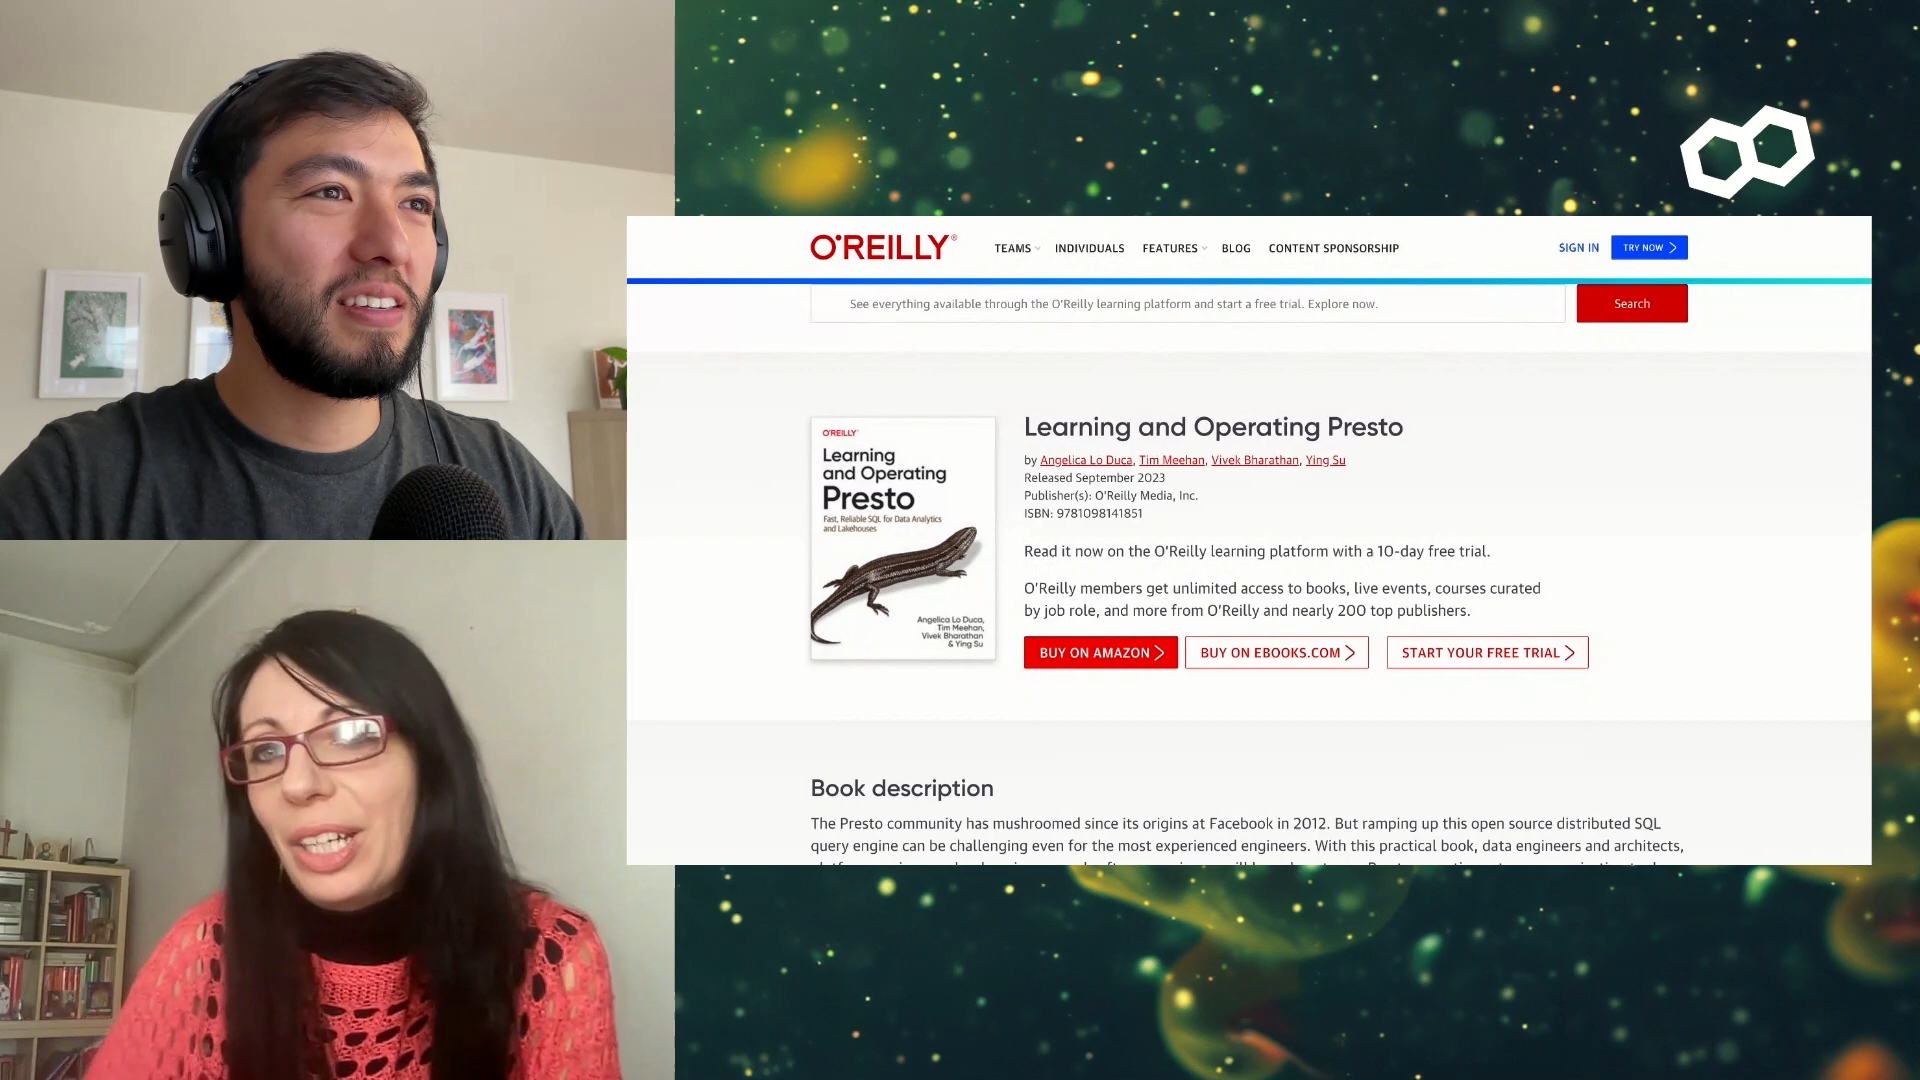 O'REILLY®
TEAMS INDIVIDUALS FEATURES BLOG CONTENT SPONSORSHIP
SIGN IN TRY NOW
See everything available through the O'Reilly learning platform and start a free trial. Explore now.
Search
O'REILLY
Learning
and Operating
Presto
Fast, Reliable SQL for Data Analytics
and Lakehouses
Angelica Lo Duca,
Tim Meehan,
Vivek Bharathan
& Ying Su
Learning and Operating Presto
by Angelica Lo Duca, Tim Meehan, Vivek Bharathan, Ying Su
Released September 2023
Publisher(s): O'Reilly Media, Inc.
ISBN: 9781098141851
Read it now on the O'Reilly learning platform with a 10-day free trial.
O'Reilly members get unlimited access to books, live events, courses curated
by job role, and more from O'Reilly and nearly 200 top publishers.
BUY ON AMAZON
BUY ON EBOOKS.COM
START YOUR FREE TRIAL
Book description
The Presto community has mushroomed since its origins at Facebook in 2012. But ramping up this open source distributed SQL
query engine can be challenging even for the most experienced engineers. With this practical book, data engineers and architects,